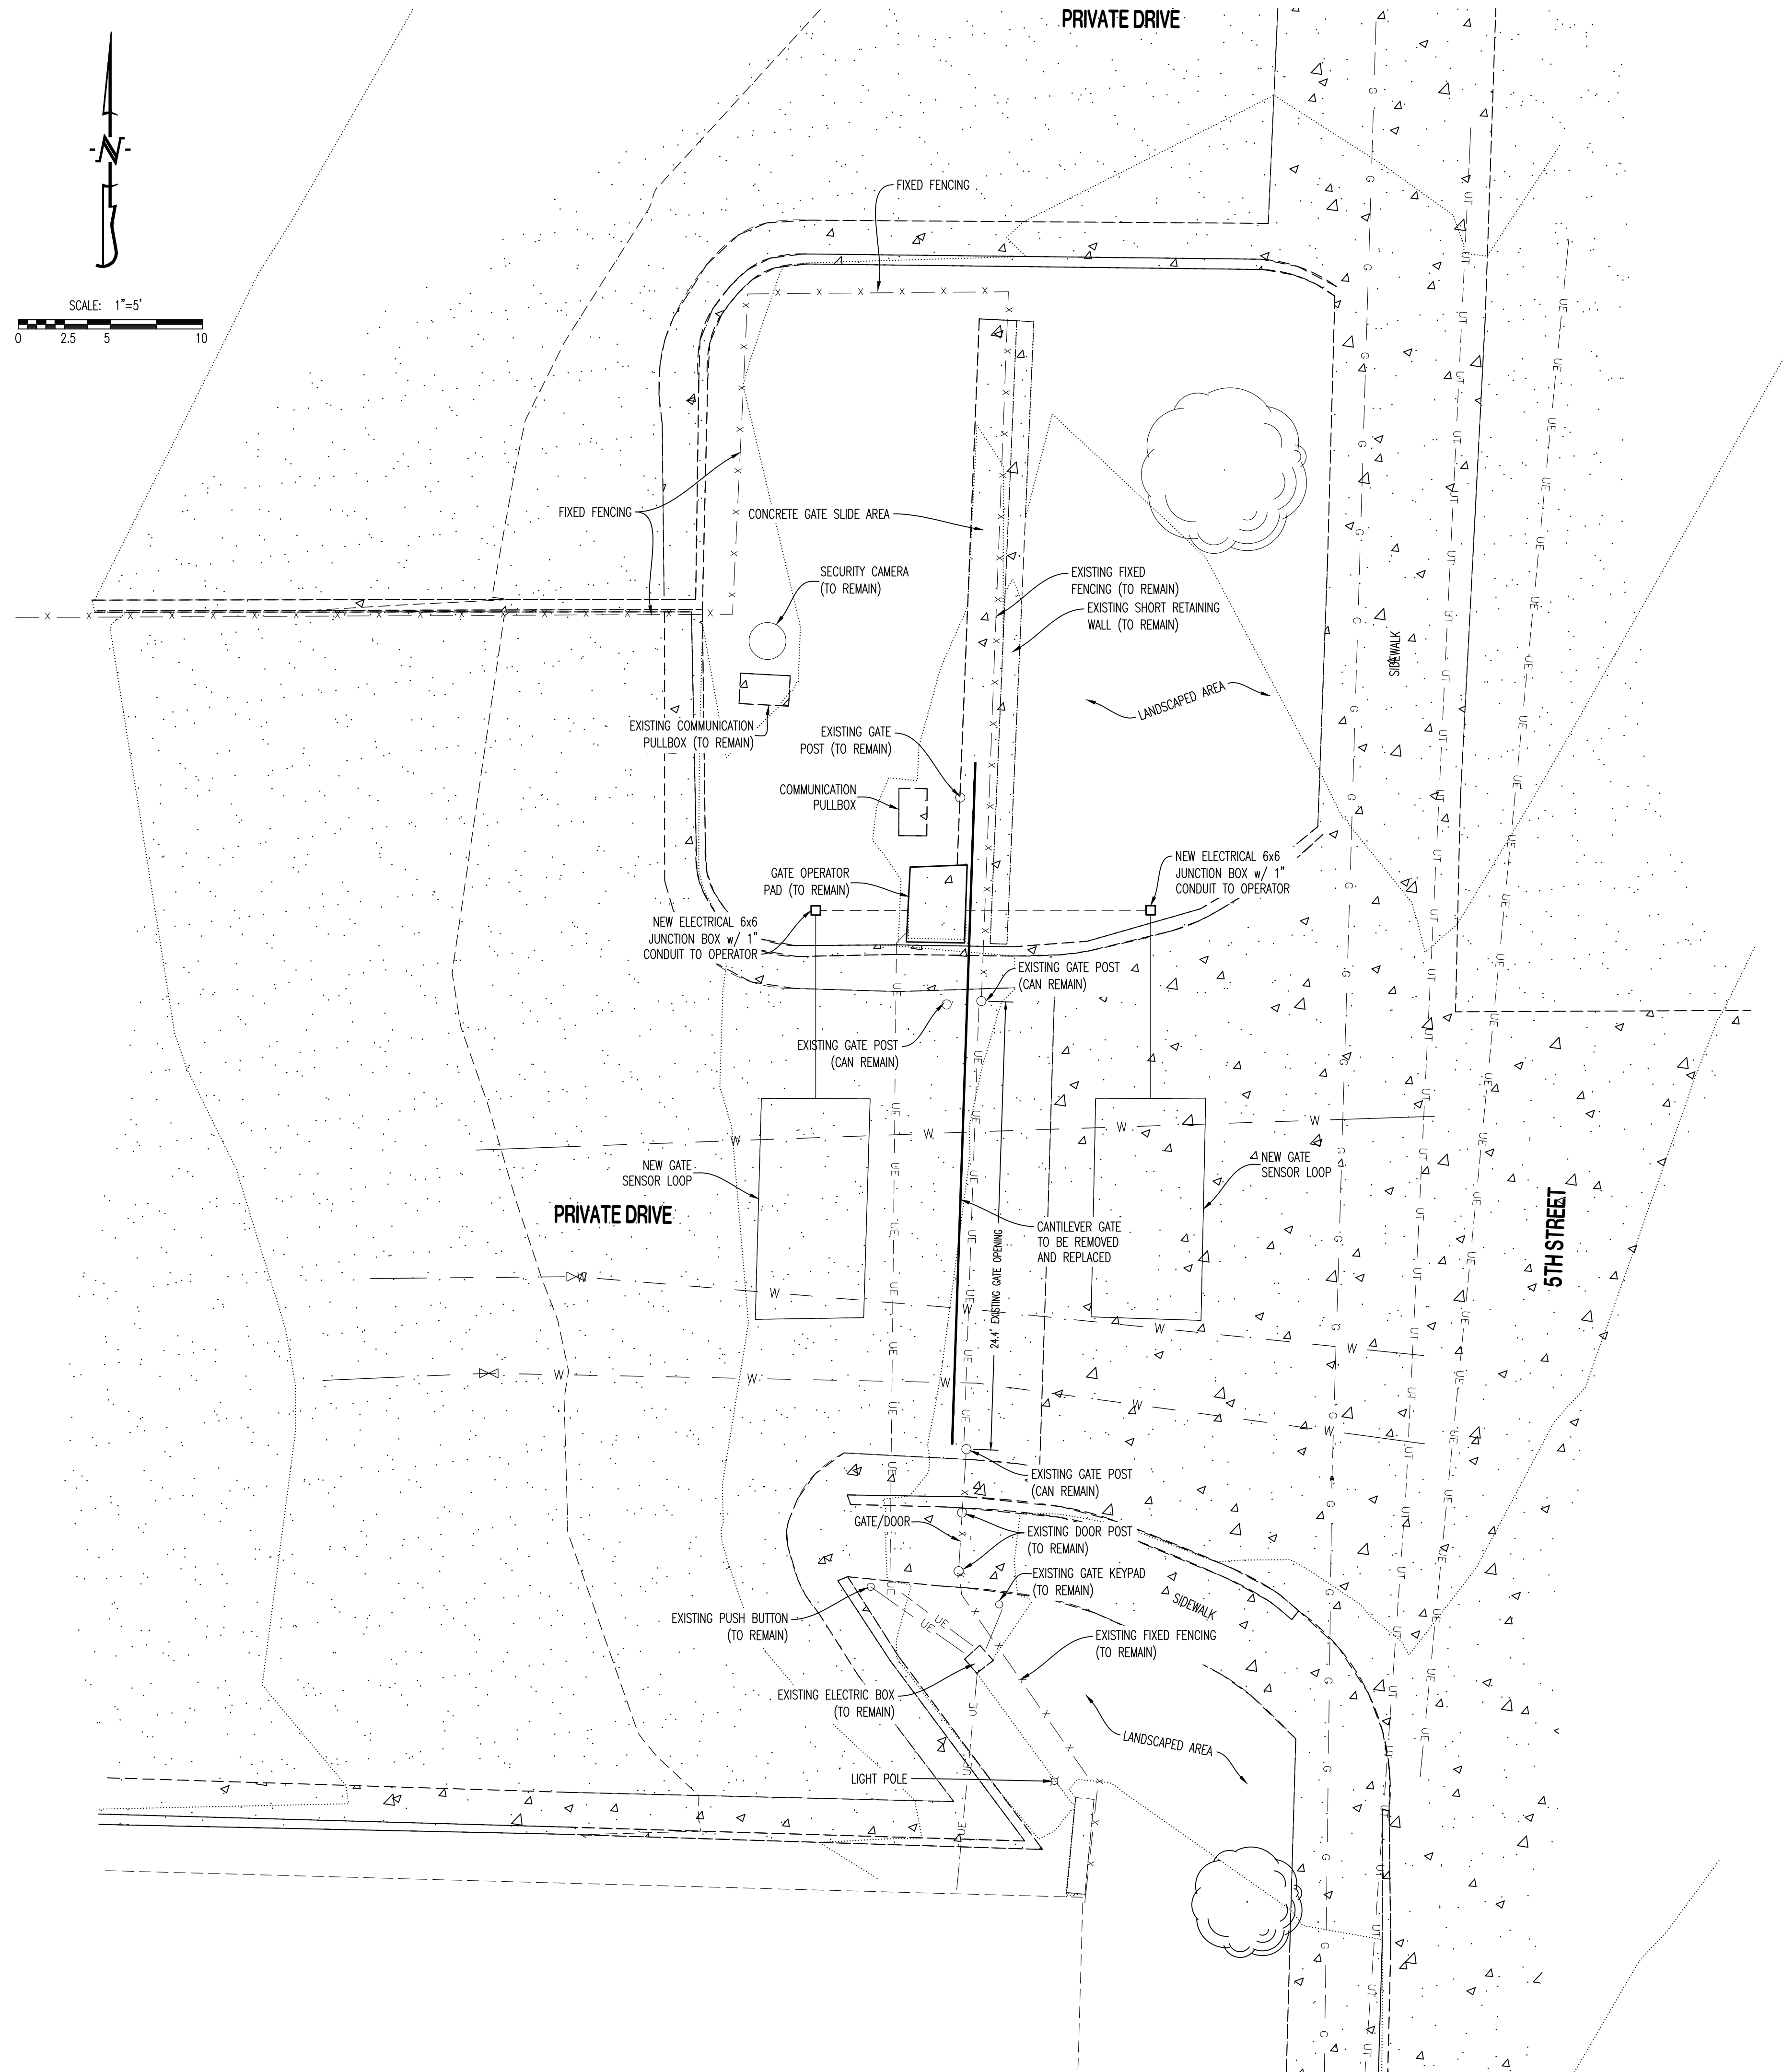 PRIVATE DRIVE
N
SCALE: 1"=5'
0 2.5 5 10
FIXED FENCING
FIXED FENCING
CONCRETE GATE SLIDE AREA
SECURITY CAMERA
(TO REMAIN)
EXISTING FIXED
FENCING (TO REMAIN)
EXISTING SHORT RETAINING
WALL (TO REMAIN)
SIDEWALK
LANDSCAPED AREA
EXISTING COMMUNICATION
PULLBOX (TO REMAIN)
EXISTING GATE
POST (TO REMAIN)
COMMUNICATION
PULLBOX
GATE OPERATOR
PAD (TO REMAIN)
NEW ELECTRICAL 6x6
JUNCTION BOX w/ 1"
CONDUIT TO OPERATOR
NEW ELECTRICAL 6x6
JUNCTION BOX w/ 1"
CONDUIT TO OPERATOR
EXISTING GATE POST
(CAN REMAIN)
EXISTING GATE POST
(CAN REMAIN)
NEW GATE
SENSOR LOOP
NEW GATE
SENSOR LOOP
PRIVATE DRIVE
CANTILEVER GATE
TO BE REMOVED
AND REPLACED
24.4' EXISTING GATE OPENING
5TH STREET
EXISTING GATE POST
(CAN REMAIN)
GATE/DOOR
EXISTING DOOR POST
(TO REMAIN)
EXISTING GATE KEYPAD
(TO REMAIN)
SIDEWALK
EXISTING PUSH BUTTON
(TO REMAIN)
EXISTING FIXED FENCING
(TO REMAIN)
EXISTING ELECTRIC BOX
(TO REMAIN)
LANDSCAPED AREA
LIGHT POLE